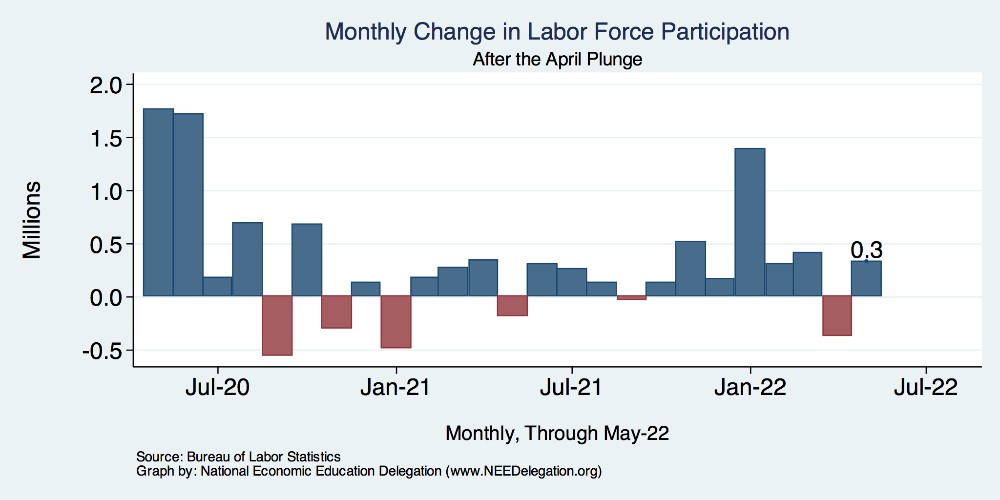 Monthly Change in Labor Force Participation
After the April Plunge
Millions
2.0
1.5
1.0
0.5
0.0
-0.5
0.3
Jul-20 Jan-21 Jul-21 Jan-22 Jul-22
Monthly, Through May-22
Source: Bureau of Labor Statistics
Graph by: National Economic Education Delegation (www.NEEDelegation.org)